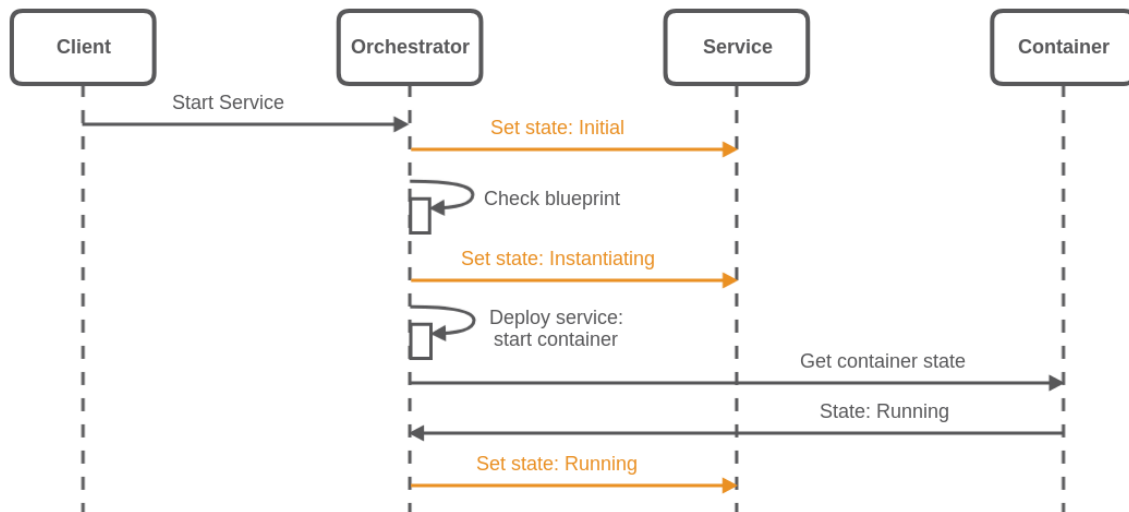 Client
Orchestrator
Service
Container
Start Service
Set state: Initial
Check blueprint
Set state: Instantiating
Deploy service:
start container
Get container state
State: Running
Set state: Running